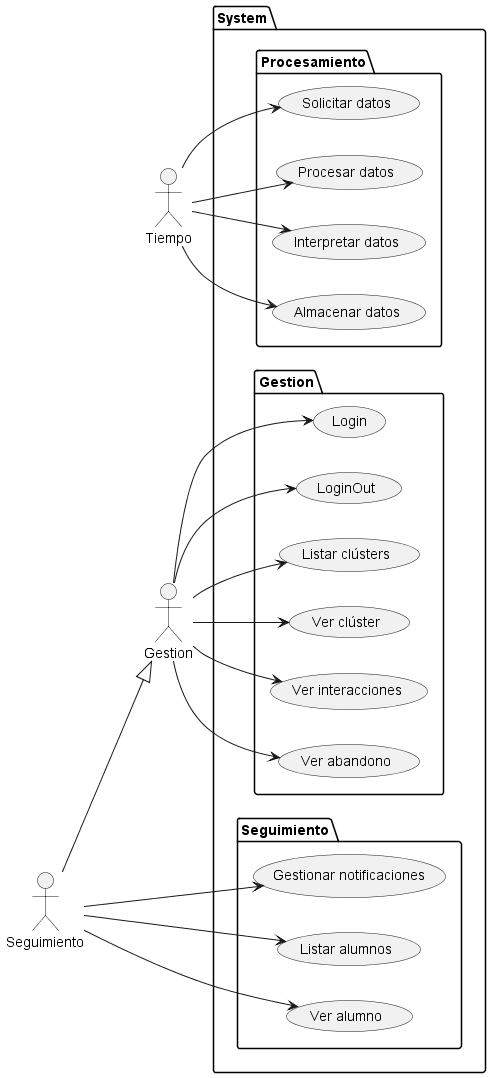 System
Procesamiento
Solicitar datos
Procesar datos
Tiempo
Interpretar datos
Almacenar datos
Gestion
Login
LoginOut
Listar clústers
Ver clúster
Gestion
Ver interacciones
Ver abandono
Seguimiento
Gestionar notificaciones
Seguimiento
Listar alumnos
Ver alumno